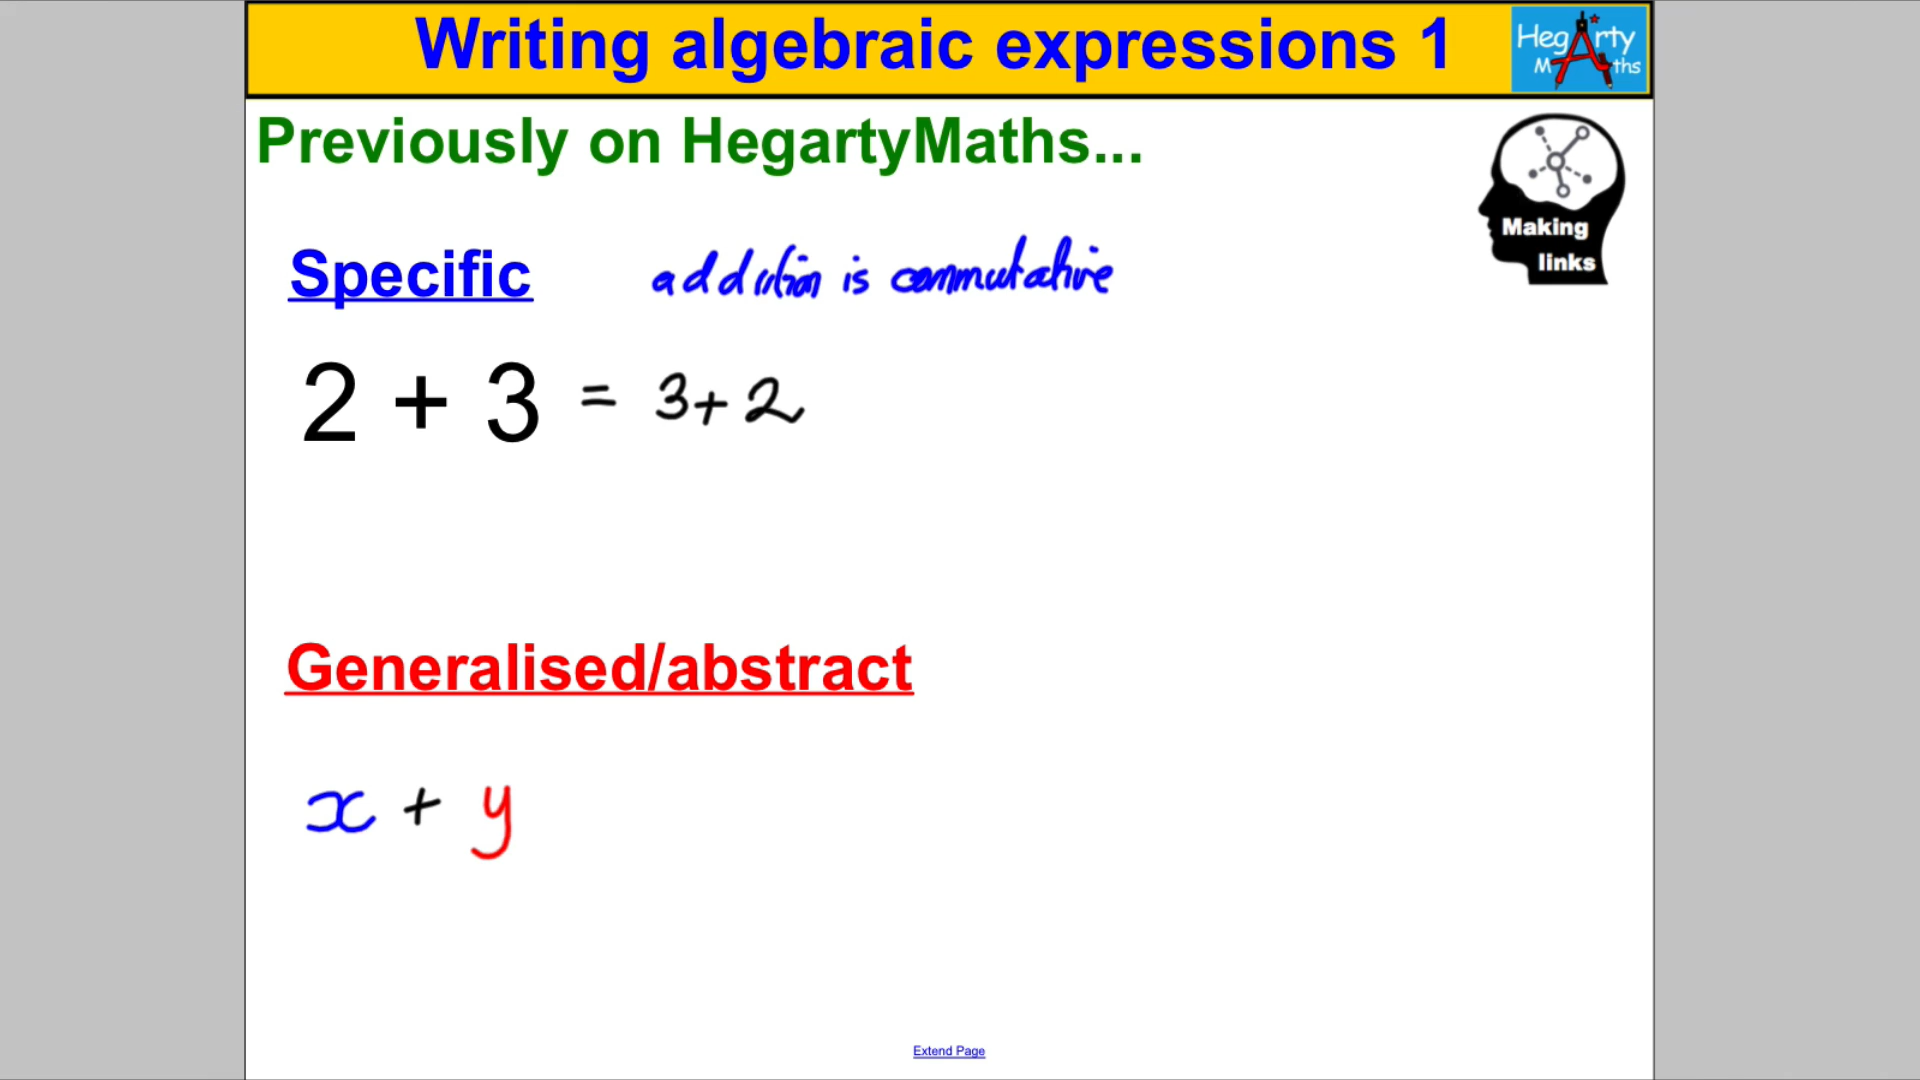 Writing algebraic expressions 1
Hegarty
Maths
Previously on HegartyMaths...
Making
links
Specific
addition is commutative
2 + 3 = 3 + 2
Generalised/abstract
x + y
Extend Page